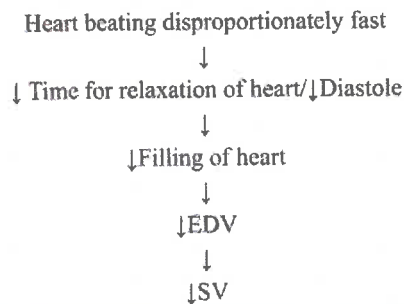 Heart beating disproportionately fast
↓
↓ Time for relaxation of heart/↓Diastole
↓
↓Filling of heart
↓
↓EDV
↓
↓SV